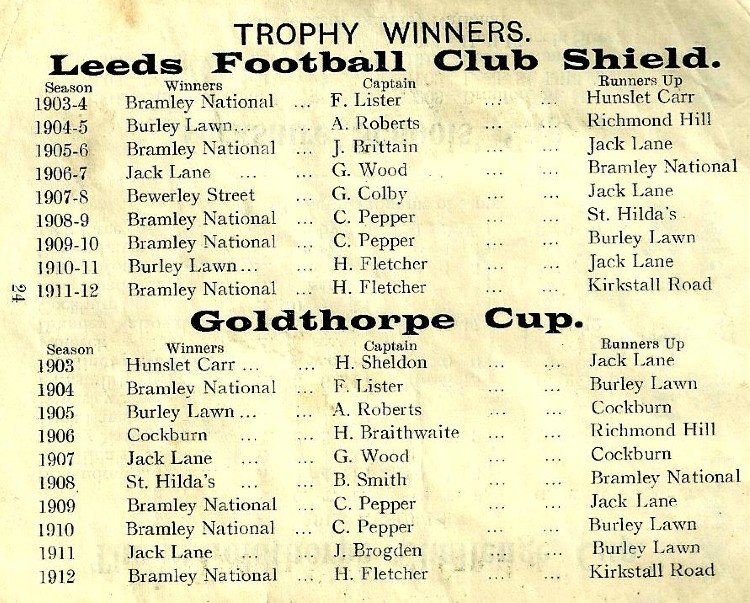 TROPHY WINNERS.
Leeds Football Club Shield.
Season Winners Captain Runners Up
1903-4 Bramley National ... F. Lister ... ... Hunslet Carr
1904-5 Burley Lawn... ... A. Roberts ... ... Richmond Hill
1905-6 Bramley National ... J. Brittain ... ... Jack Lane
1906-7 Jack Lane ... ... G. Wood ... ... Bramley National
1907-8 Bewerley Street ... G. Colby ... ... Jack Lane
1908-9 Bramley National ... C. Pepper ... ... St. Hilda's
1909-10 Bramley National ... C. Pepper ... ... Burley Lawn
1910-11 Burley Lawn... ... H. Fletcher ... ... Jack Lane
1911-12 Bramley National ... H. Fletcher ... ... Kirkstall Road
24
Goldthorpe Cup.
Season Winners Captain Runners Up
1903 Hunslet Carr ... ... H. Sheldon ... ... Jack Lane
1904 Bramley National ... F. Lister ... ... Burley Lawn
1905 Burley Lawn ... ... A. Roberts ... ... Cockburn
1906 Cockburn ... ... H. Braithwaite ... ... Richmond Hill
1907 Jack Lane ... ... G. Wood ... ... Cockburn
1908 St. Hilda's ... ... B. Smith ... ... Bramley National
1909 Bramley National ... C. Pepper ... ... Jack Lane
1910 Bramley National ... C. Pepper ... ... Burley Lawn
1911 Jack Lane ... ... J. Brogden ... ... Burley Lawn
1912 Bramley National ... H. Fletcher ... ... Kirkstall Road